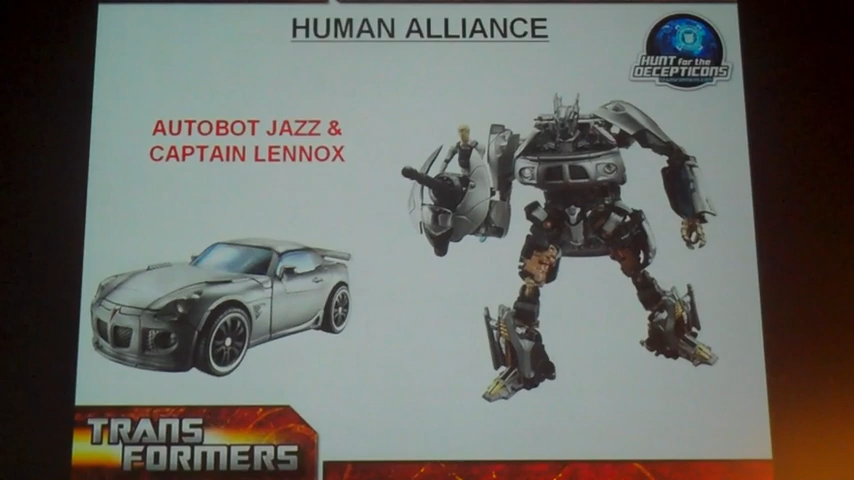 HUMAN ALLIANCE
HUNT for the
DECEPTICONS
AUTOBOT JAZZ &
CAPTAIN LENNOX
TRANS
FORMERS